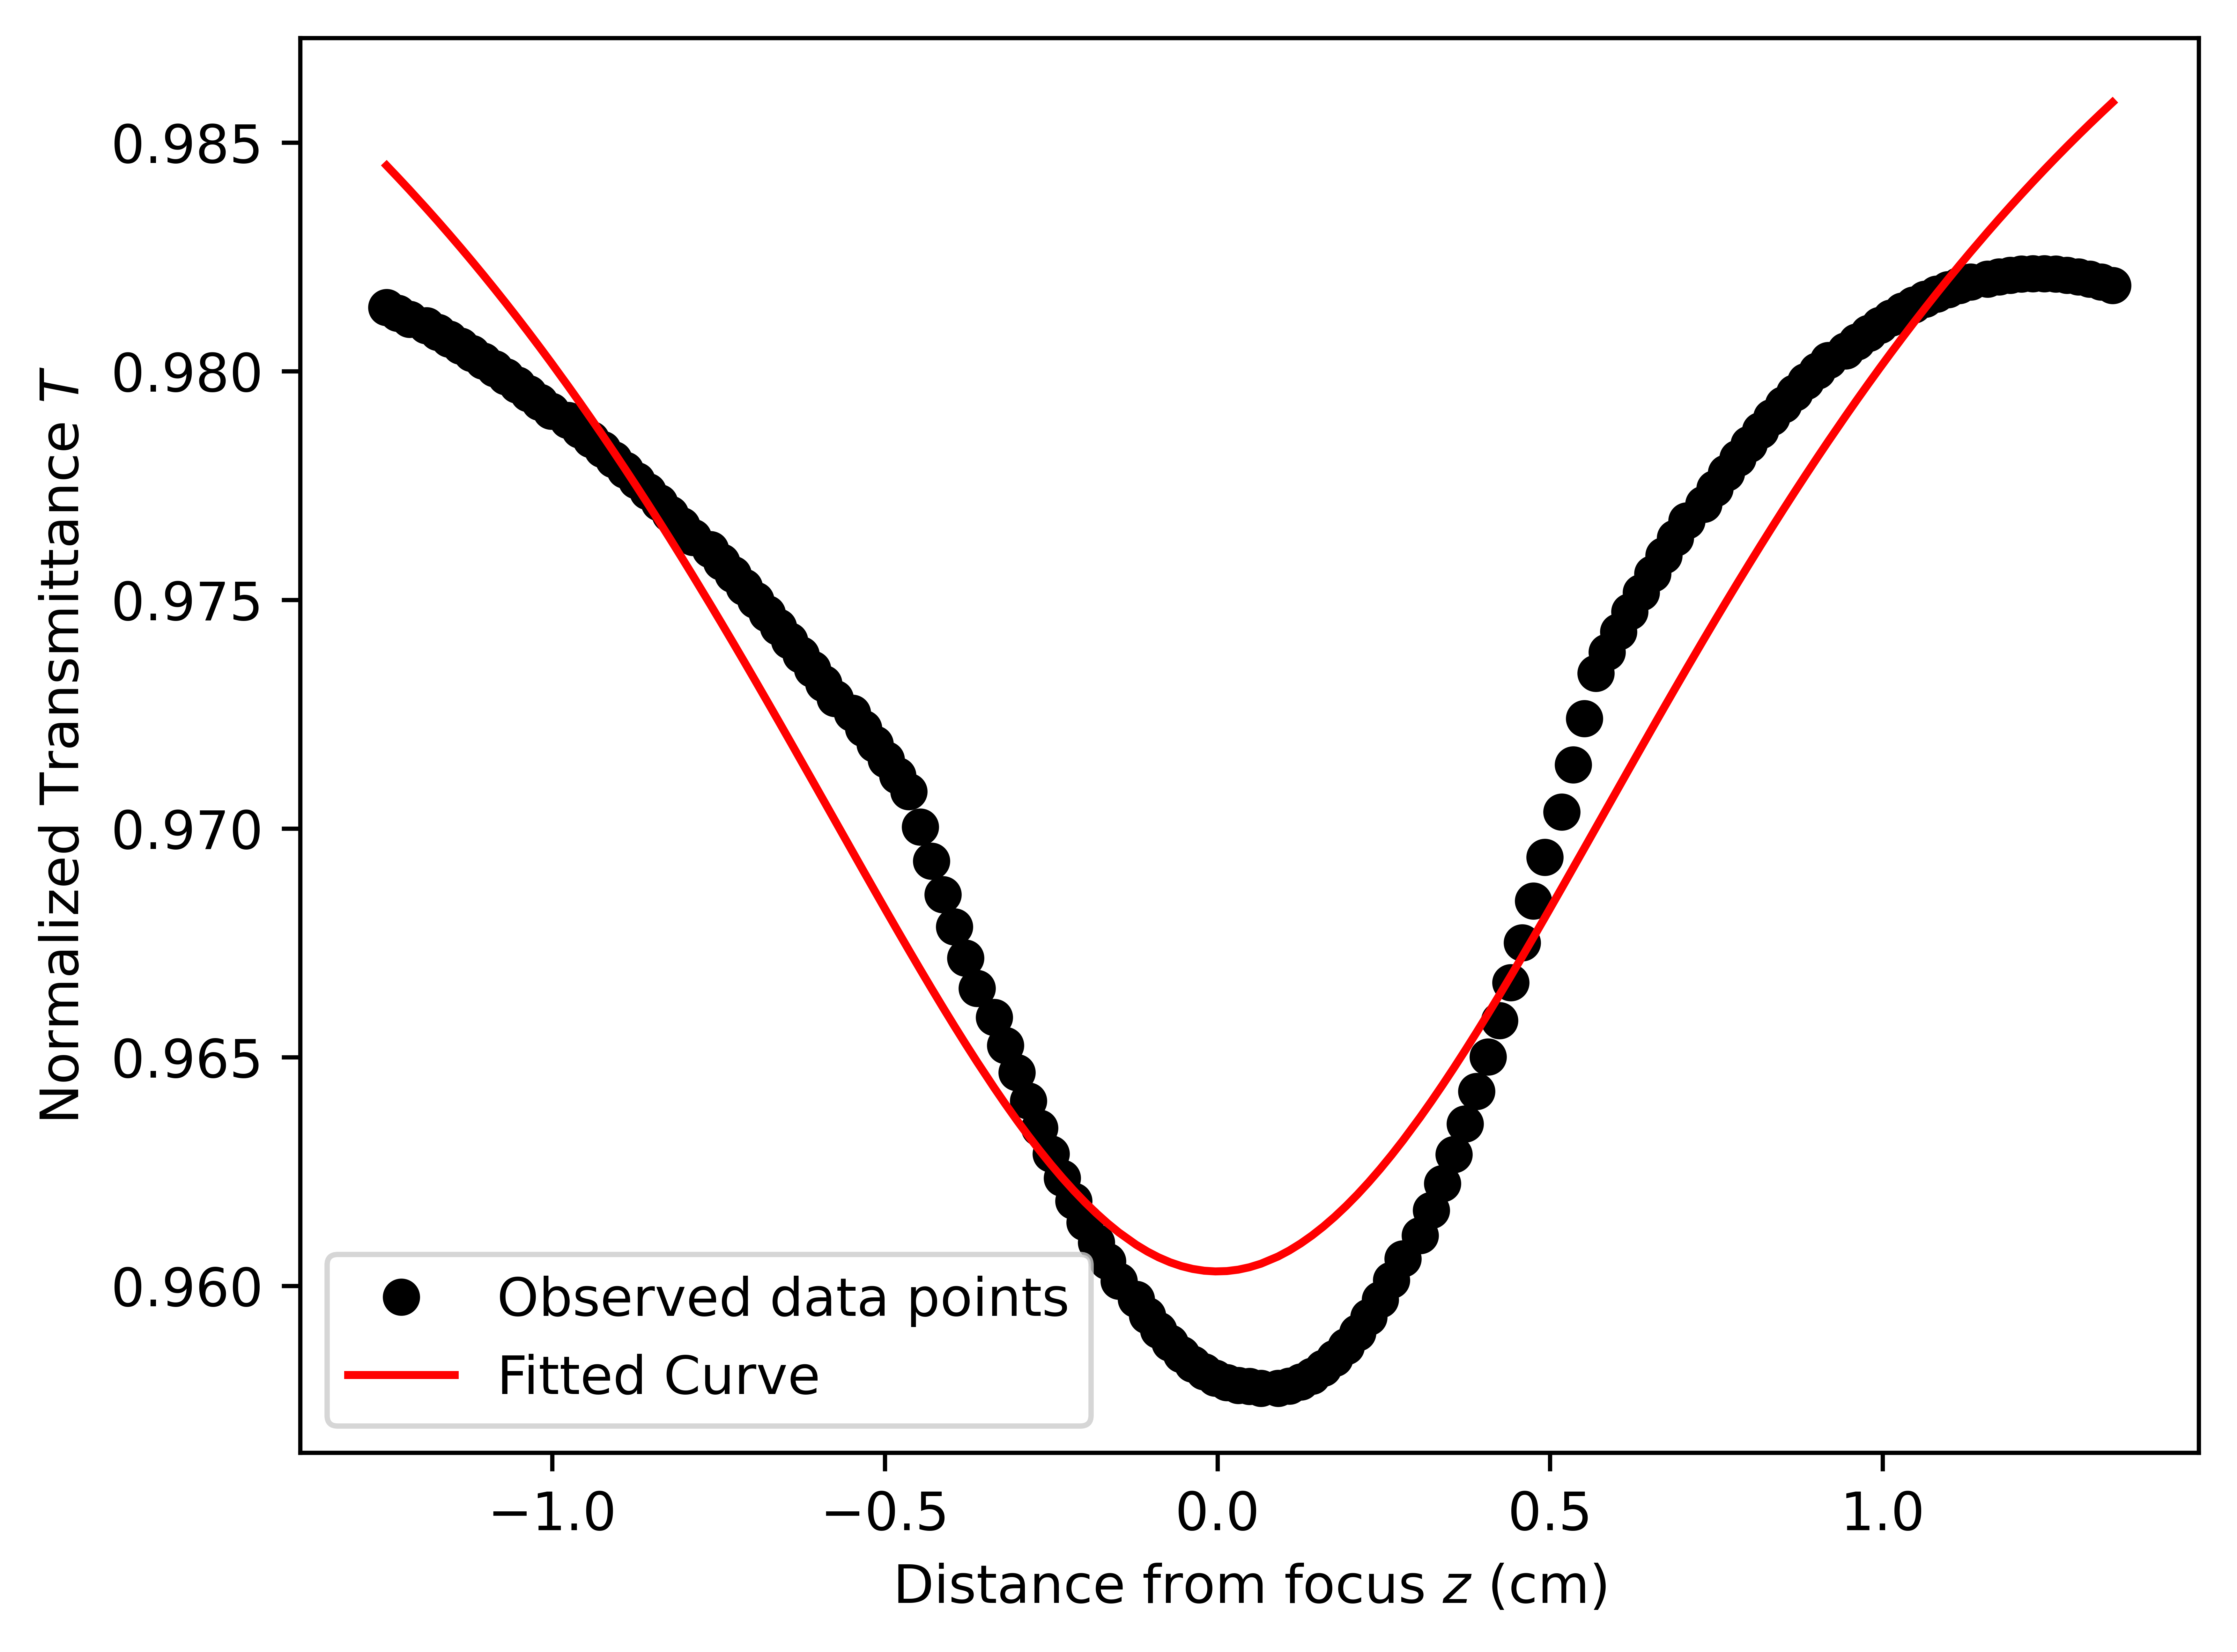 Normalized Transmittance T
0.985
0.980
0.975
0.970
0.965
0.960
Observed data points
Fitted Curve
−1.0 −0.5 0.0 0.5 1.0
Distance from focus z (cm)